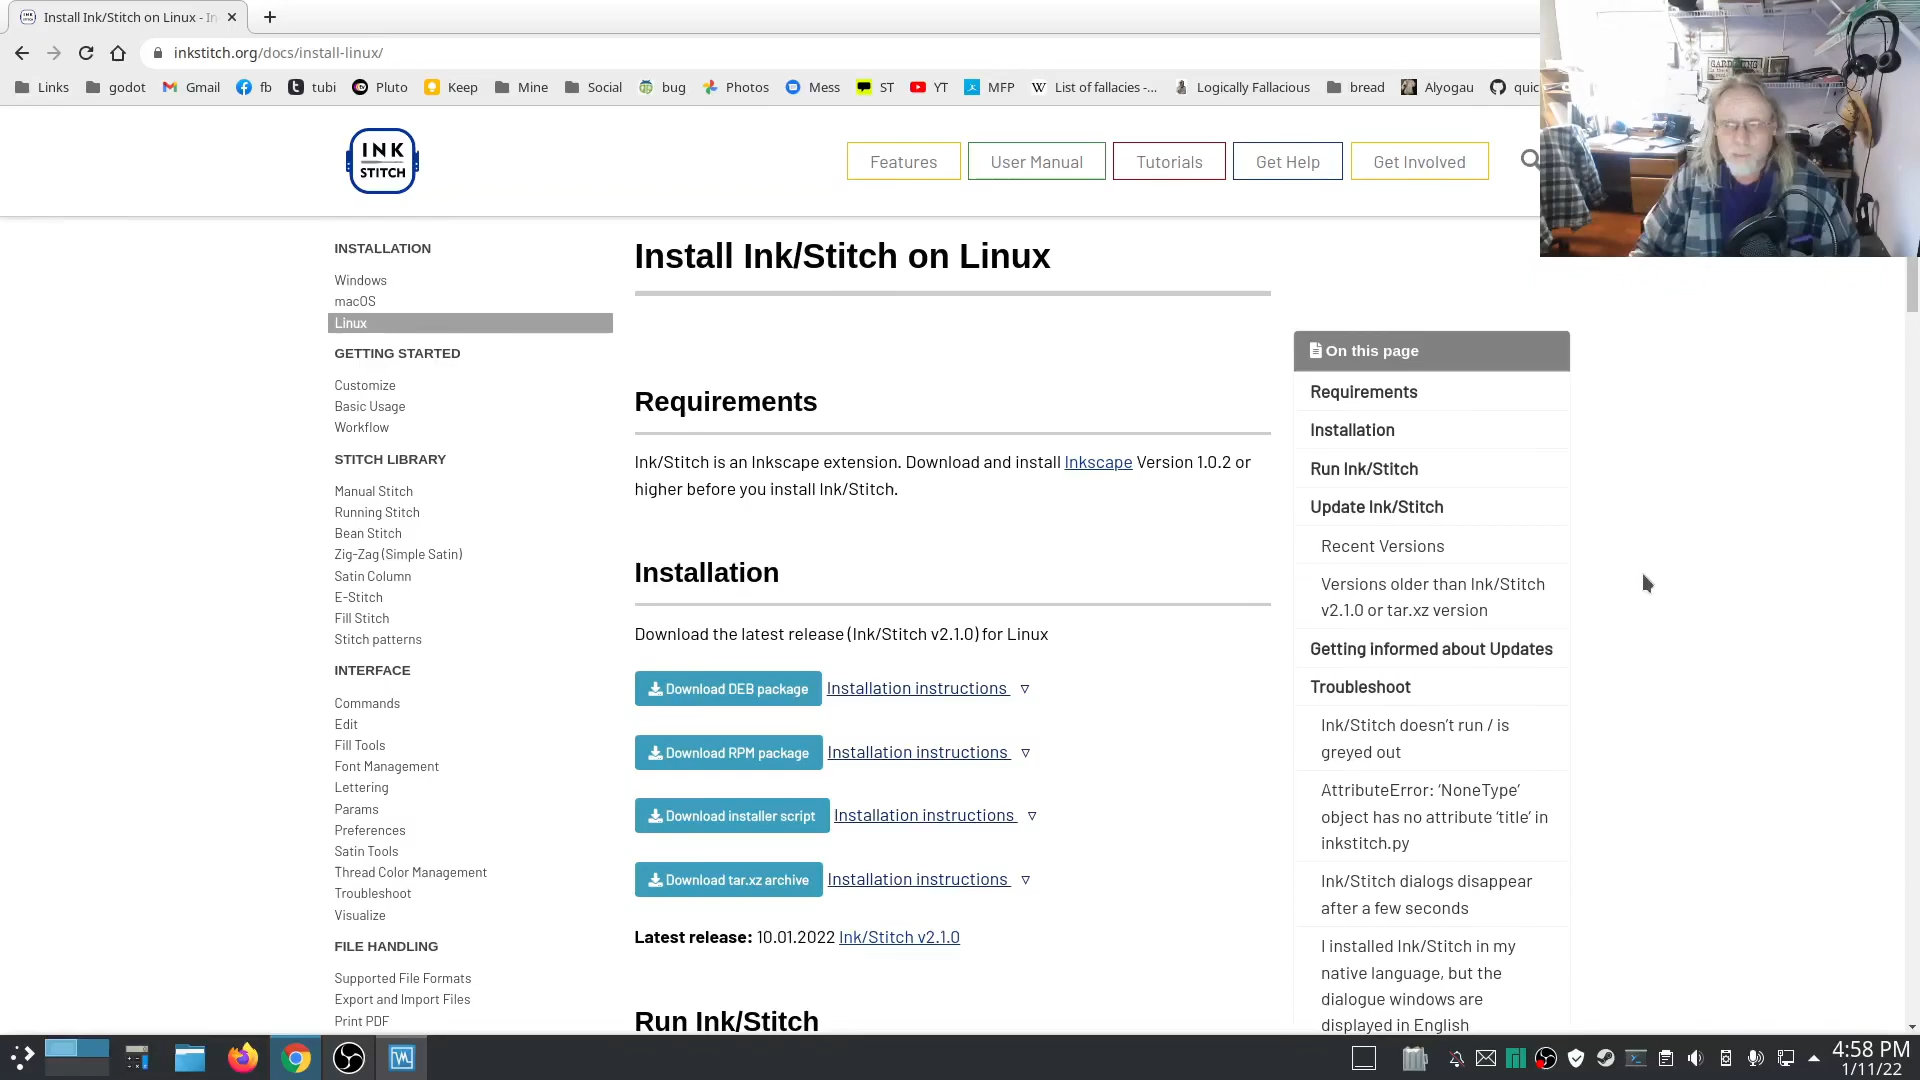 Install Ink/Stitch on Linux - In
inkstitch.org/docs/install-linux/
Links godot Gmail fb tubi Pluto Keep Mine Social bug Photos Mess ST YT MFP List of fallacies -... Logically Fallacious bread Alyogau quic
INK
STITCH
Features User Manual Tutorials Get Help Get Involved
INSTALLATION
Windows
macOS
Linux
GETTING STARTED
Customize
Basic Usage
Workflow
STITCH LIBRARY
Manual Stitch
Running Stitch
Bean Stitch
Zig-Zag (Simple Satin)
Satin Column
E-Stitch
Fill Stitch
Stitch patterns
INTERFACE
Commands
Edit
Fill Tools
Font Management
Lettering
Params
Preferences
Satin Tools
Thread Color Management
Troubleshoot
Visualize
FILE HANDLING
Supported File Formats
Export and Import Files
Print PDF
Install Ink/Stitch on Linux
Requirements
Ink/Stitch is an Inkscape extension. Download and install Inkscape Version 1.0.2 or
higher before you install Ink/Stitch.
Installation
Download the latest release (Ink/Stitch v2.1.0) for Linux
Download DEB package Installation instructions ▽
Download RPM package Installation instructions ▽
Download installer script Installation instructions ▽
Download tar.xz archive Installation instructions ▽
Latest release: 10.01.2022 Ink/Stitch v2.1.0
Run Ink/Stitch
On this page
Requirements
Installation
Run Ink/Stitch
Update Ink/Stitch
Recent Versions
Versions older than Ink/Stitch
v2.1.0 or tar.xz version
Getting informed about Updates
Troubleshoot
Ink/Stitch doesn’t run / is
greyed out
AttributeError: ‘NoneType’
object has no attribute ‘title’ in
inkstitch.py
Ink/Stitch dialogs disappear
after a few seconds
I installed Ink/Stitch in my
native language, but the
dialogue windows are
displayed in English
4:58 PM
1/11/22